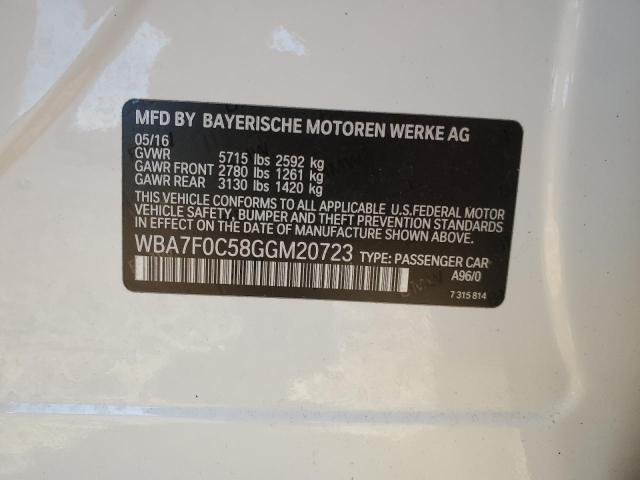 MFD BY BAYERISCHE MOTOREN WERKE AG
05/16
GVWR 5715 lbs 2592 kg
GAWR FRONT 2780 lbs 1261 kg
GAWR REAR 3130 lbs 1420 kg
THIS VEHICLE CONFORMS TO ALL APPLICABLE U.S.FEDERAL MOTOR
VEHICLE SAFETY, BUMPER AND THEFT PREVENTION STANDARDS
IN EFFECT ON THE DATE OF MANUFACTURE SHOWN ABOVE.
WBA7F0C58GGM20723 TYPE: PASSENGER CAR
A96/0
7 315 814